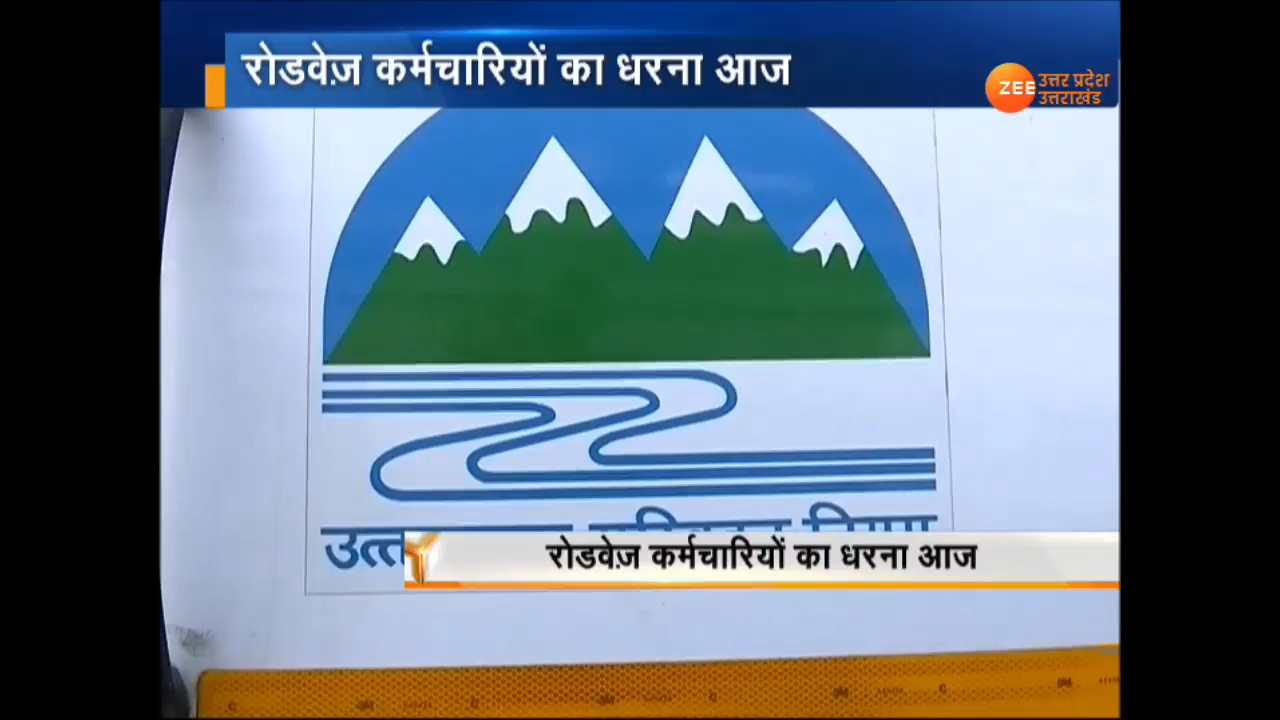 रोडवेज़ कर्मचारियों का धरना आज
ZEE उत्तर प्रदेश
उत्तराखंड
रोडवेज़ कर्मचारियों का धरना आज